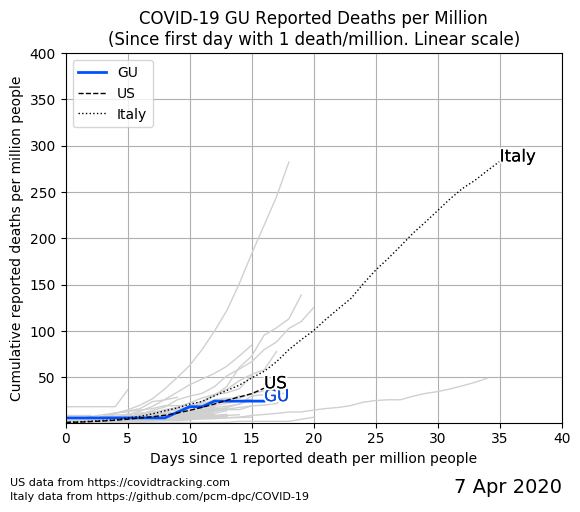 COVID-19 GU Reported Deaths per Million
(Since first day with 1 death/million. Linear scale)
Cumulative reported deaths per million people
400
350
300
250
200
150
100
50
GU
US
Italy
Italy
US
GU
0 5 10 15 20 25 30 35 40
Days since 1 reported death per million people
US data from https://covidtracking.com
Italy data from https://github.com/pcm-dpc/COVID-19
7 Apr 2020